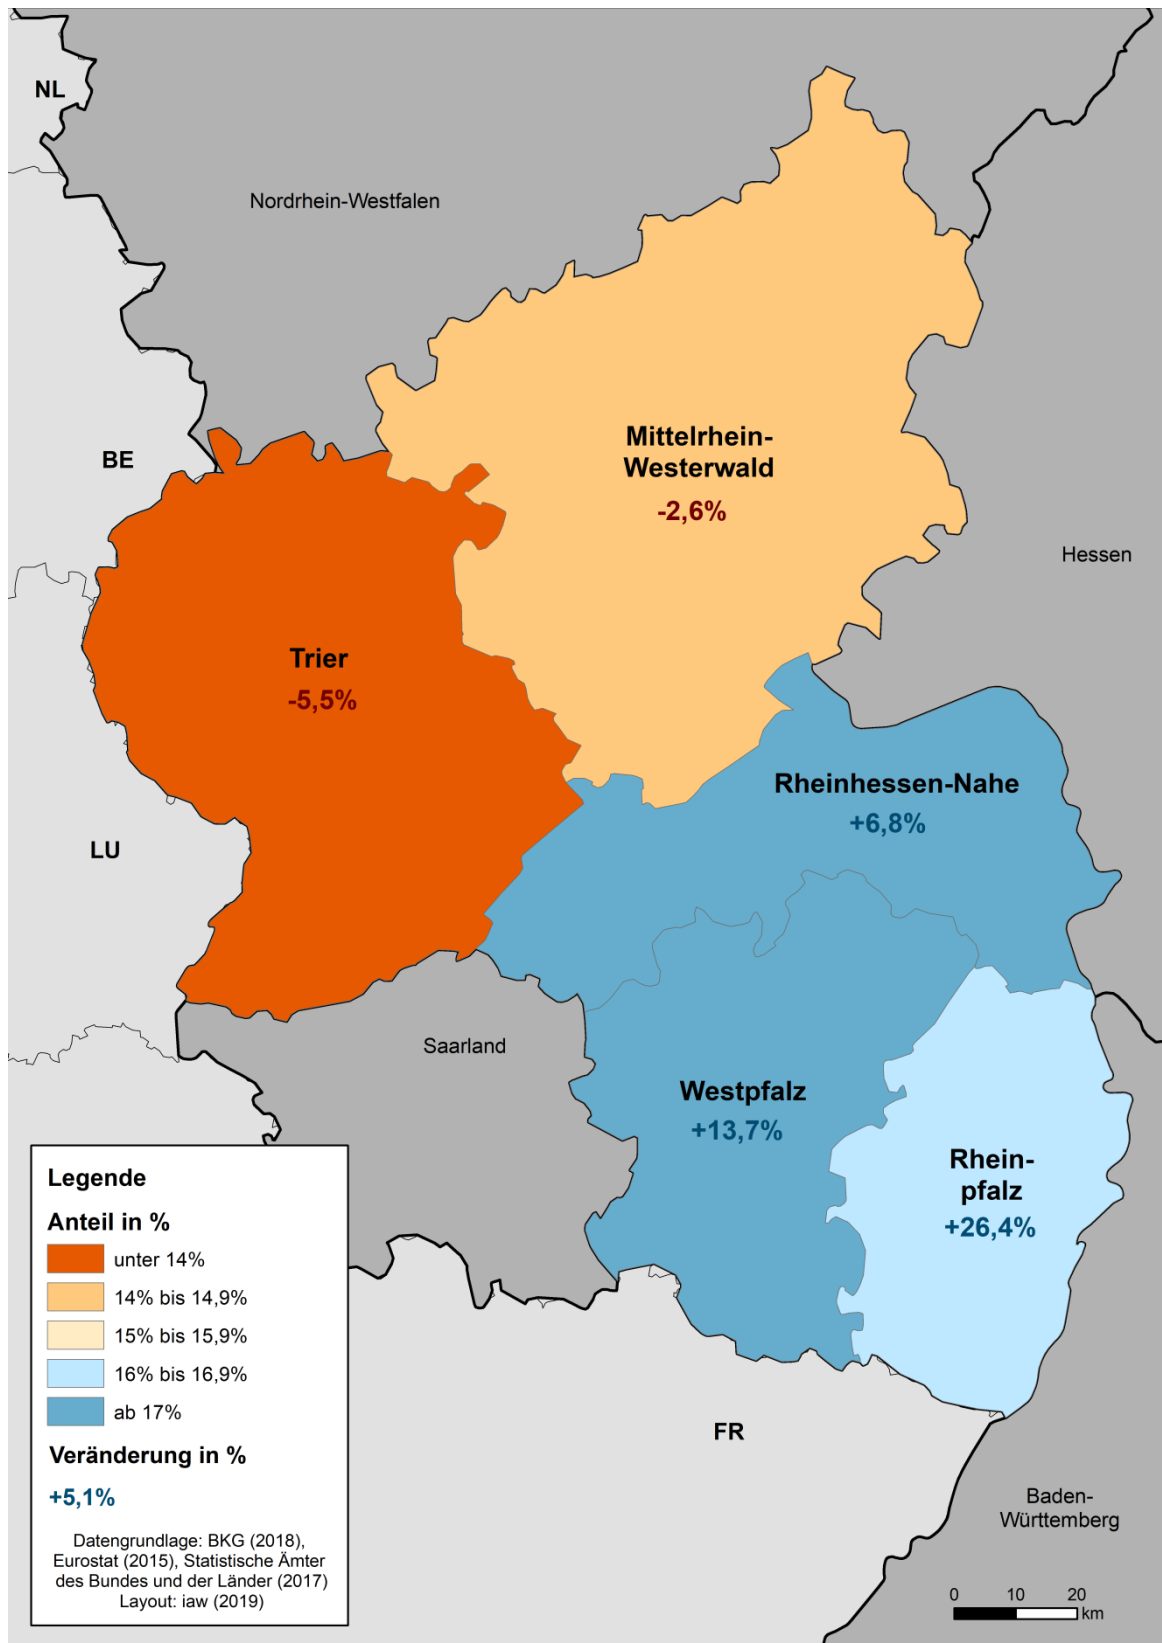 NL
Nordrhein-Westfalen
Mittelrhein-
Westerwald
-2,6%
BE
Hessen
Trier
-5,5%
Rheinhessen-Nahe
+6,8%
LU
Saarland
Westpfalz
+13,7%
Rhein-
pfalz
+26,4%
Legende
Anteil in %
unter 14%
14% bis 14,9%
15% bis 15,9%
16% bis 16,9%
ab 17%
Veränderung in %
+5,1%
Datengrundlage: BKG (2018),
Eurostat (2015), Statistische Ämter
des Bundes und der Länder (2017)
Layout: iaw (2019)
FR
Baden-
Württemberg
0 10 20
km